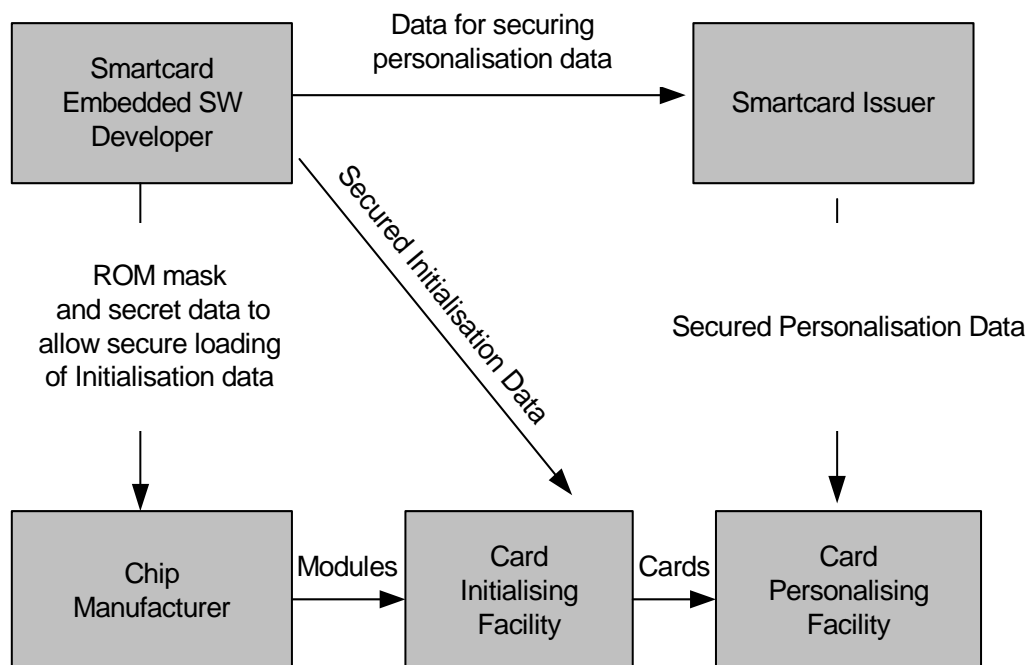 Data for securing
personalisation data
Smartcard
Embedded SW
Developer
Smartcard Issuer
Secured Initialisation Data
ROM mask
and secret data to
allow secure loading
of Initialisation data
Secured Personalisation Data
Chip
Manufacturer
Modules
Card
Initialising
Facility
Cards
Card
Personalising
Facility